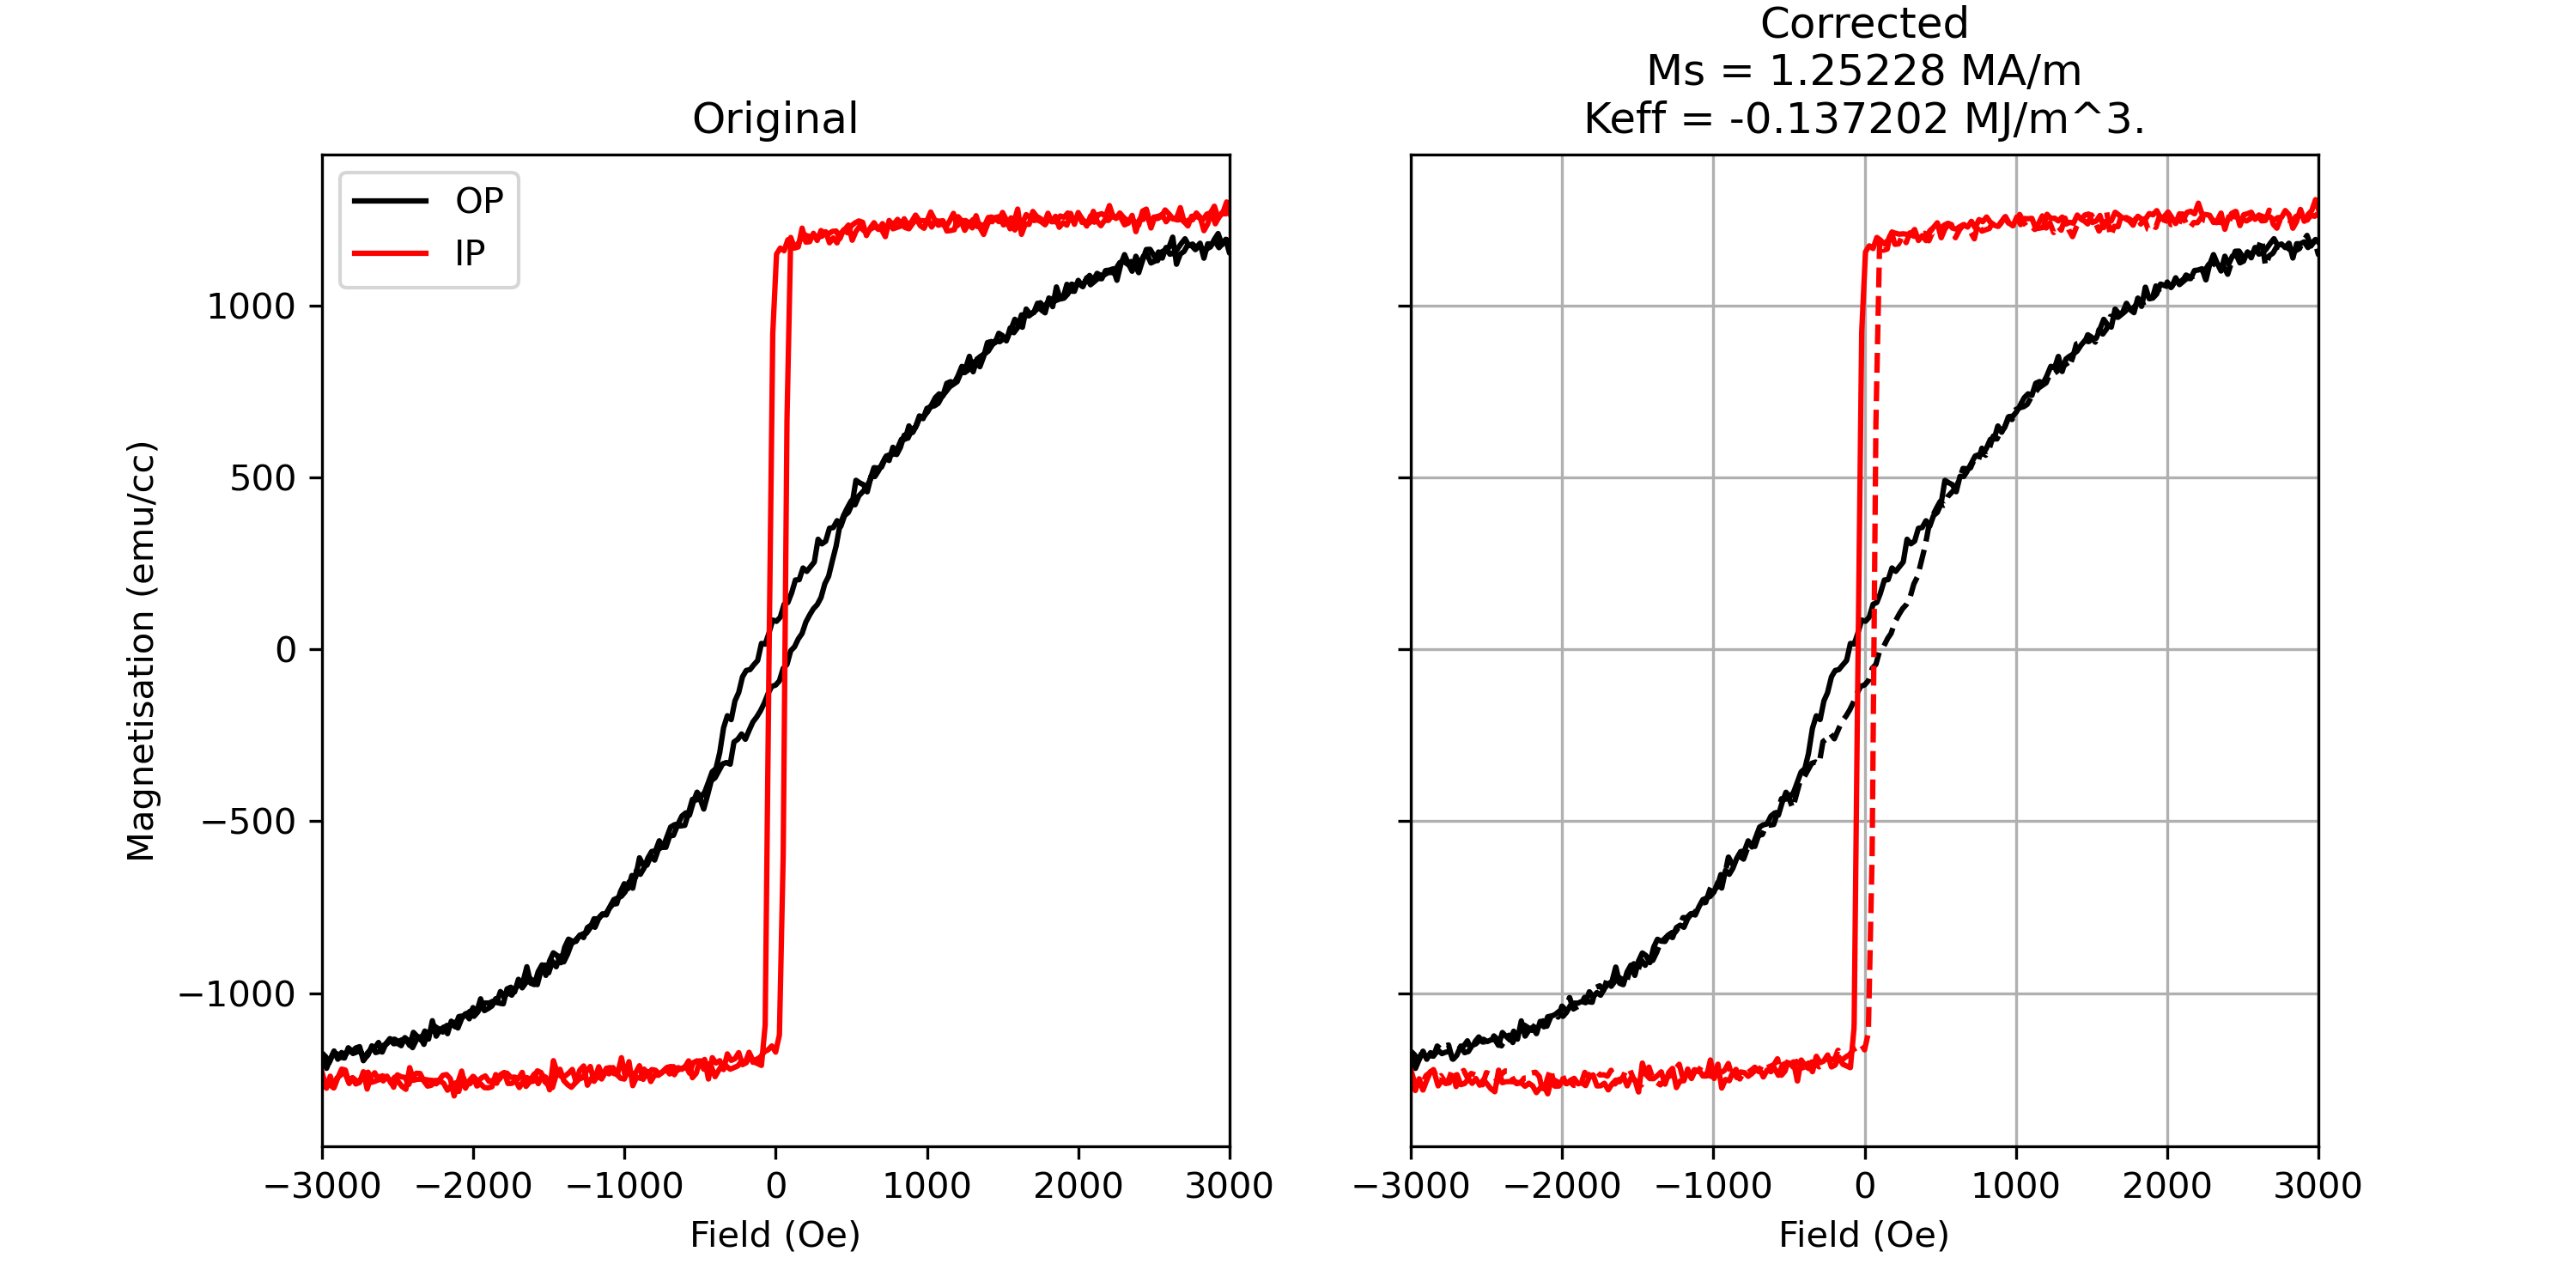 Original
OP
IP
Magnetisation (emu/cc)
1000
500
0
−500
−1000
−3000 −2000 −1000 0 1000 2000 3000
Field (Oe)
Corrected
Ms = 1.25228 MA/m
Keff = -0.137202 MJ/m^3.
−3000 −2000 −1000 0 1000 2000 3000
Field (Oe)